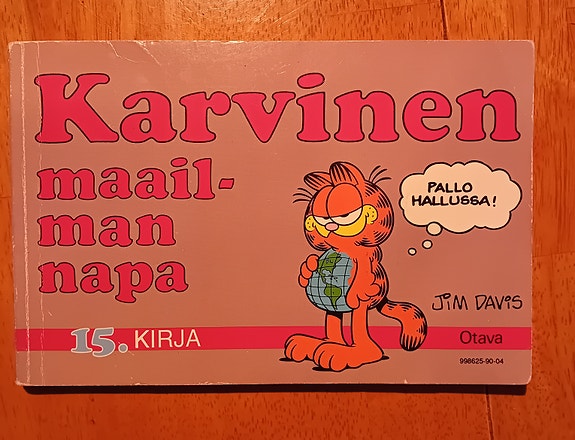 Karvinen
maail-
man
napa
PALLO
HALLUSSA!
JIM DAVIS
15. KIRJA
Otava
998625-90-04